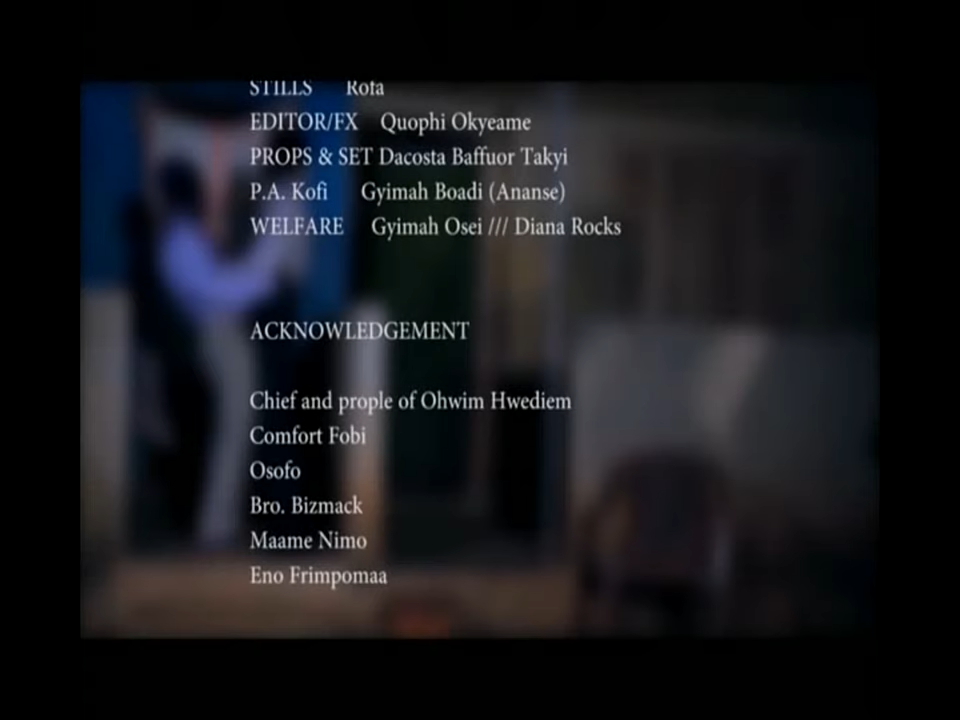 STILLS Rofa
EDITOR/FX Quophi Okyeame
PROPS & SET Dacosta Baffuor Takyi
P.A. Kofi Gyimah Boadi (Ananse)
WELFARE Gyimah Osei /// Diana Rocks
ACKNOWLEDGEMENT
Chief and prople of Ohwim Hwediem
Comfort Fobi
Osofo
Bro. Bizmack
Maame Nimo
Eno Frimpomaa